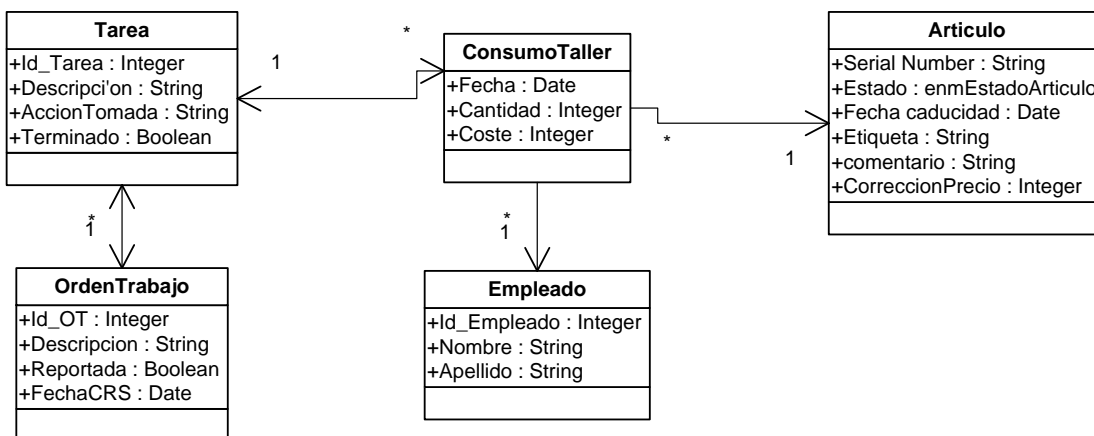 Tarea
+Id_Tarea : Integer
+Descripci'on : String
+AccionTomada : String
+Terminado : Boolean
1
*
ConsumoTaller
+Fecha : Date
+Cantidad : Integer
+Coste : Integer
*
1
Articulo
+Serial Number : String
+Estado : enmEstadoArticulo
+Fecha caducidad : Date
+Etiqueta : String
+comentario : String
+CorreccionPrecio : Integer
*
1
OrdenTrabajo
+Id_OT : Integer
+Descripcion : String
+Reportada : Boolean
+FechaCRS : Date
*
1
Empleado
+Id_Empleado : Integer
+Nombre : String
+Apellido : String